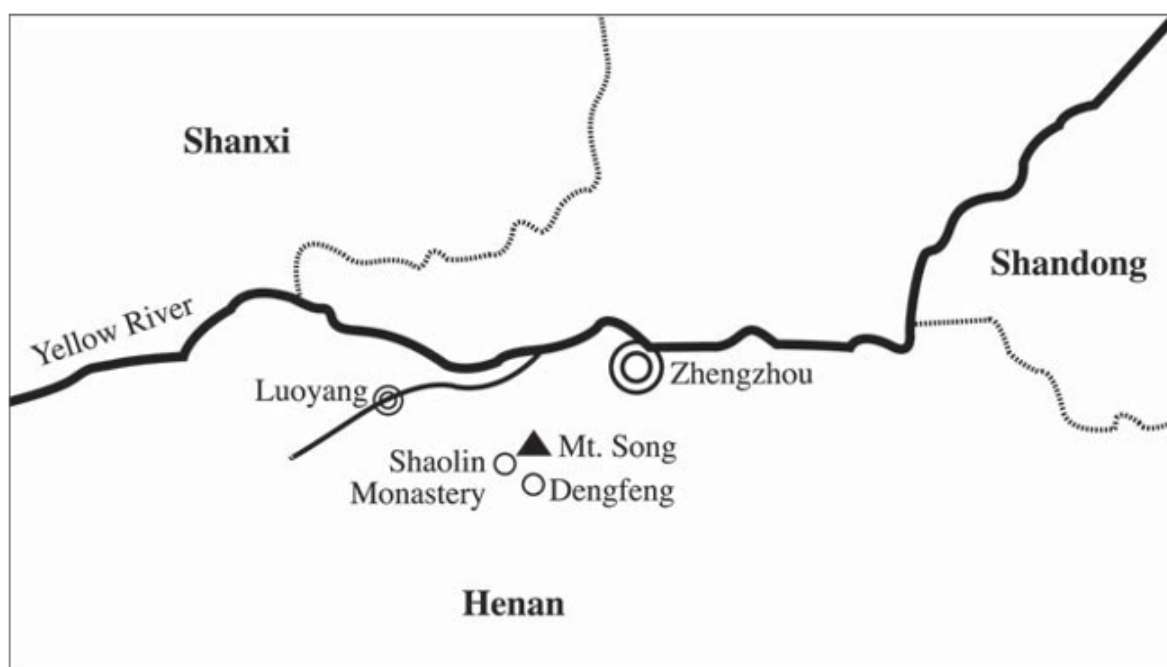 Shanxi
Shandong
Yellow River
Zhengzhou
Luoyang
Mt. Song
Shaolin
Monastery
Dengfeng
Henan